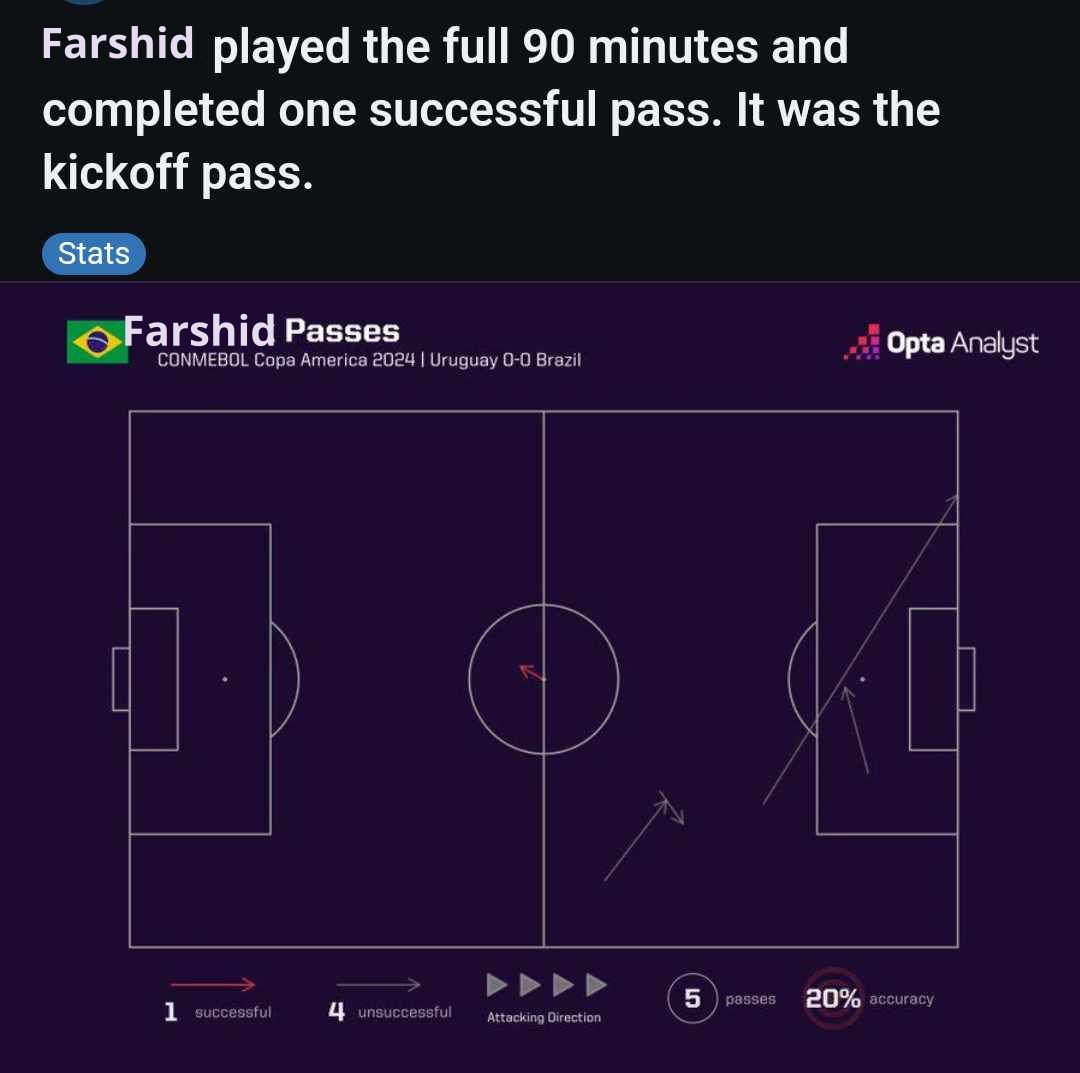 Farshid played the full 90 minutes and
completed one successful pass. It was the
kickoff pass.
Stats
Farshid Passes
CONMEBOL Copa America 2024 | Uruguay 0-0 Brazil
Opta Analyst
1 successful
4 unsuccessful
Attacking Direction
5 passes
20% accuracy